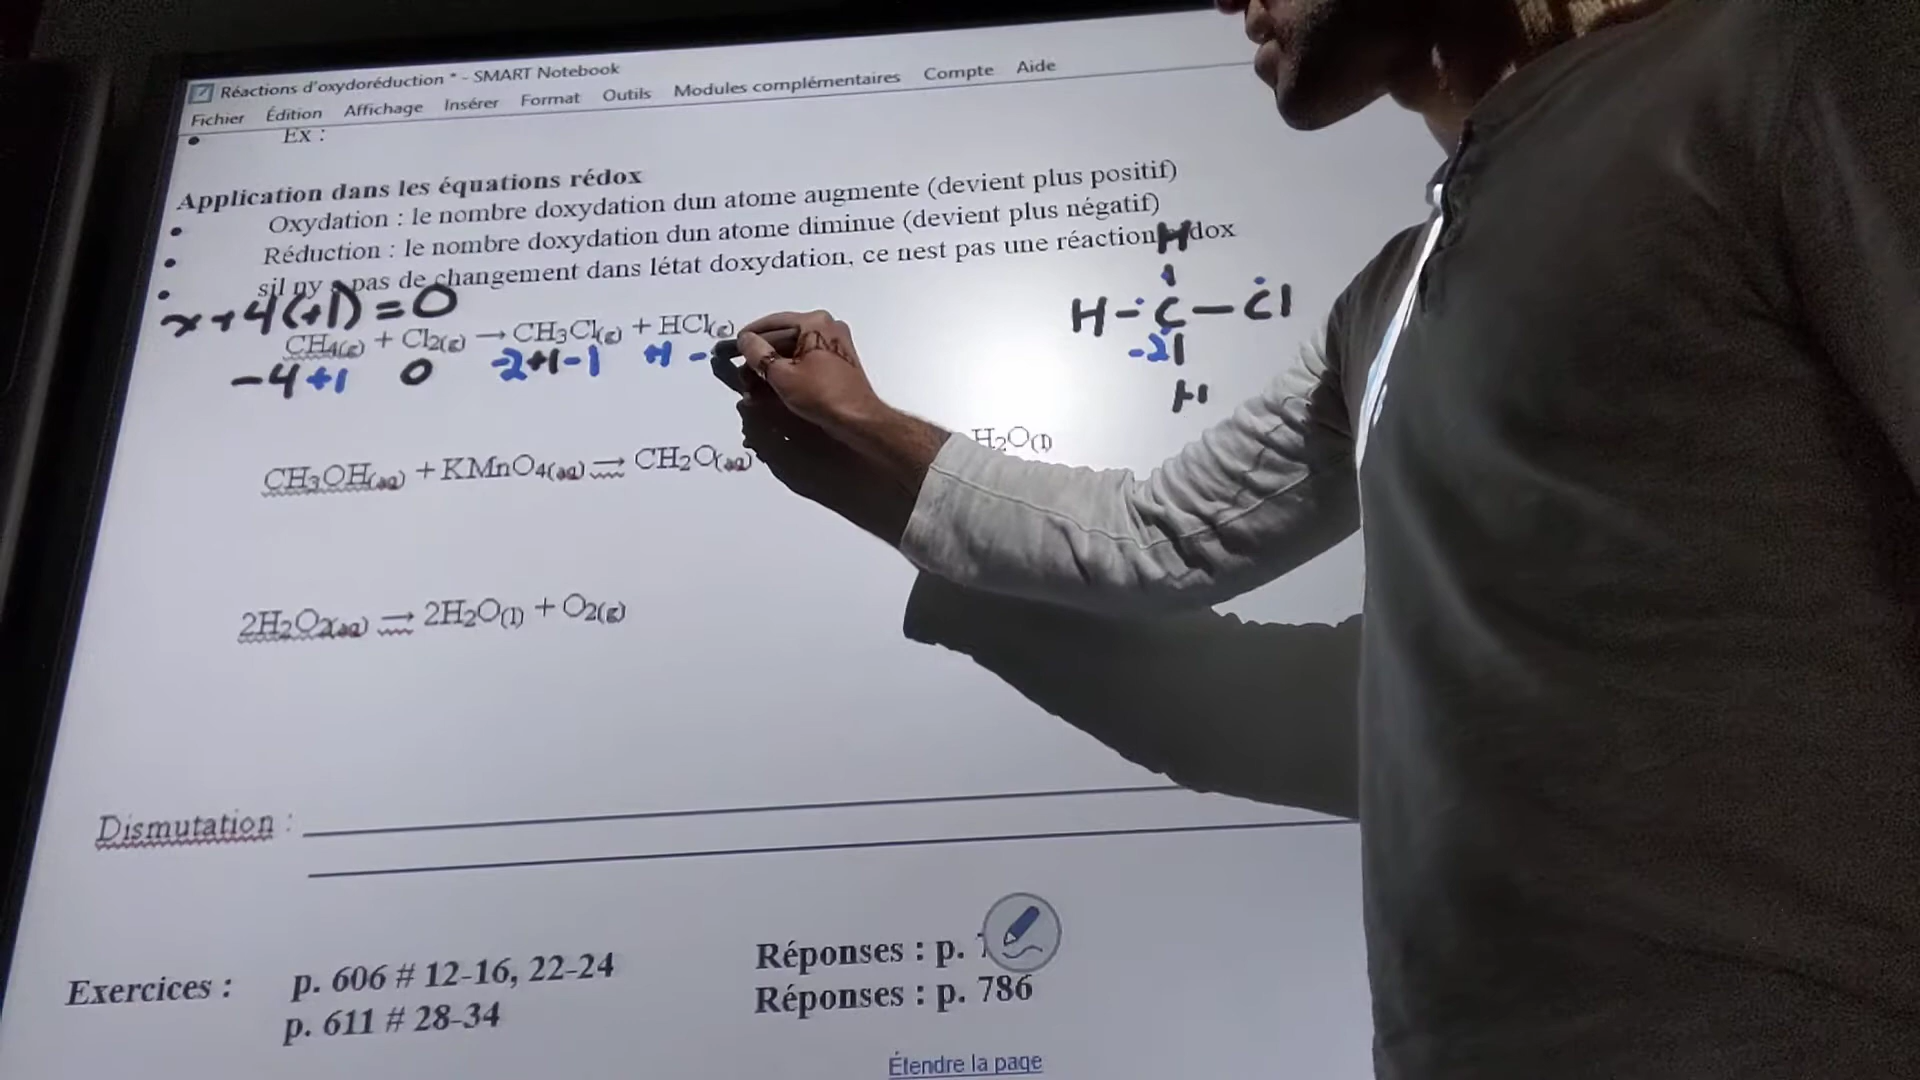 Réactions d'oxydoréduction * - SMART Notebook
Fichier Édition Affichage Insérer Format Outils Modules complémentaires Compte Aide
Ex :
Application dans les équations rédox
Oxydation : le nombre doxydation dun atome augmente (devient plus positif)
Réduction : le nombre doxydation dun atome diminue (devient plus négatif)
sil ny a pas de changement dans létat doxydation, ce nest pas une réaction dox
H
x+4(+1)=0
H-C-Cl
CH4(g) + Cl2(g) → CH3Cl(g) + HCl(g)
-2
-4 +1 0 -2 +1 -1 +1 -
H
H2O(l)
CH3OH(aq) + KMnO4(aq) → CH2O(aq)
2H2O2(aq) → 2H2O(l) + O2(g)
Dismutation :
Exercices : p. 606 # 12-16, 22-24 Réponses : p.
p. 611 # 28-34 Réponses : p. 786
Étendre la page